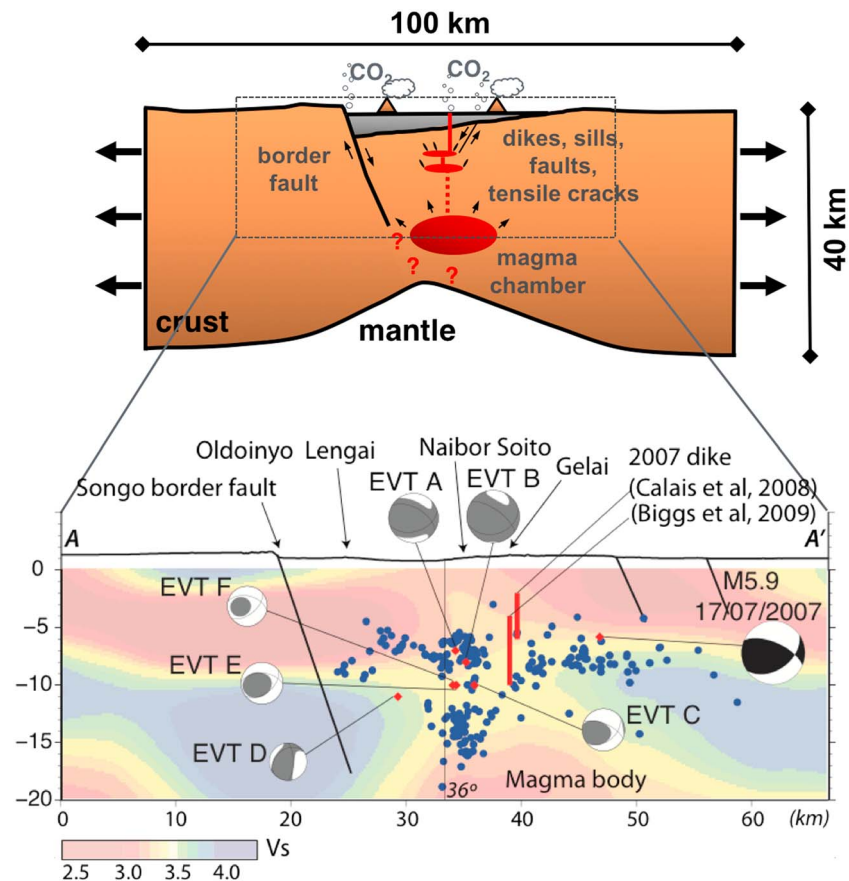 100 km
CO2
CO2
border
fault
dikes, sills,
faults,
tensile cracks
40 km
?
?
?
magma
chamber
crust
mantle
Oldoinyo Lengai
Naibor Soito
Gelai
2007 dike
(Calais et al, 2008)
(Biggs et al, 2009)
Songo border fault
EVT A
EVT B
A
A'
0
−5
−10
−15
−20
EVT F
EVT E
EVT D
EVT C
M5.9
17/07/2007
Magma body
36º
0
10
20
30
40
50
60
(km)
Vs
2.5
3.0
3.5
4.0